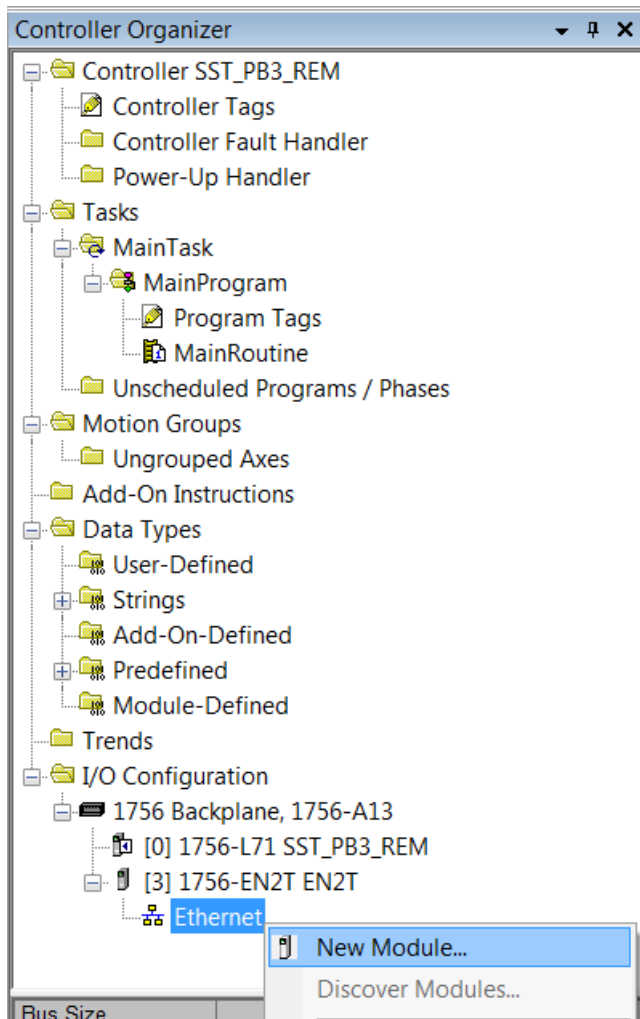 Controller Organizer
Controller SST_PB3_REM
Controller Tags
Controller Fault Handler
Power-Up Handler
Tasks
MainTask
MainProgram
Program Tags
MainRoutine
Unscheduled Programs / Phases
Motion Groups
Ungrouped Axes
Add-On Instructions
Data Types
User-Defined
Strings
Add-On-Defined
Predefined
Module-Defined
Trends
I/O Configuration
1756 Backplane, 1756-A13
[0] 1756-L71 SST_PB3_REM
[3] 1756-EN2T EN2T
Ethernet
New Module...
Discover Modules...
Bus Size